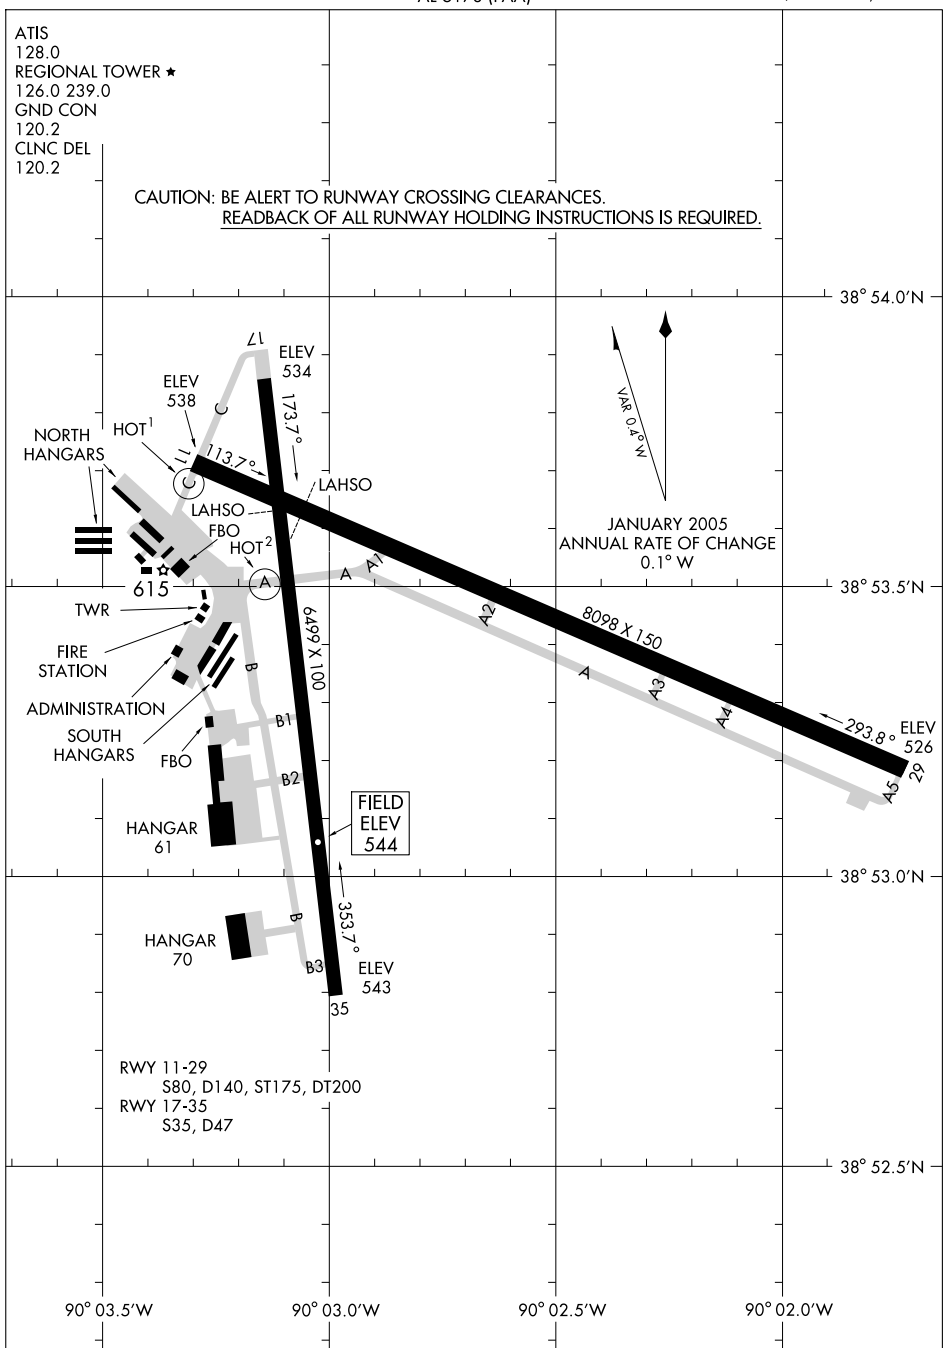 ATIS
128.0
REGIONAL TOWER ★
126.0 239.0
GND CON
120.2
CLNC DEL
120.2
CAUTION: BE ALERT TO RUNWAY CROSSING CLEARANCES.
READBACK OF ALL RUNWAY HOLDING INSTRUCTIONS IS REQUIRED.
38° 54.0'N
17
ELEV
534
ELEV
538
173.7°
C
VAR 0.4° W
HOT1
NORTH
HANGARS
11
113.7°
C
LAHSO
LAHSO
FBO
HOT2
JANUARY 2005
ANNUAL RATE OF CHANGE
0.1° W
A
A
A1
615
38° 53.5'N
TWR
A2
8098 X 150
6499 X 100
FIRE
STATION
B
A
A3
ADMINISTRATION
A4
293.8°
ELEV
526
29
SOUTH
HANGARS
B1
FBO
B2
A5
FIELD
ELEV
544
HANGAR
61
38° 53.0'N
353.7°
B
HANGAR
70
B3
ELEV
543
35
RWY 11-29
S80, D140, ST175, DT200
RWY 17-35
S35, D47
38° 52.5'N
90° 03.5'W
90° 03.0'W
90° 02.5'W
90° 02.0'W